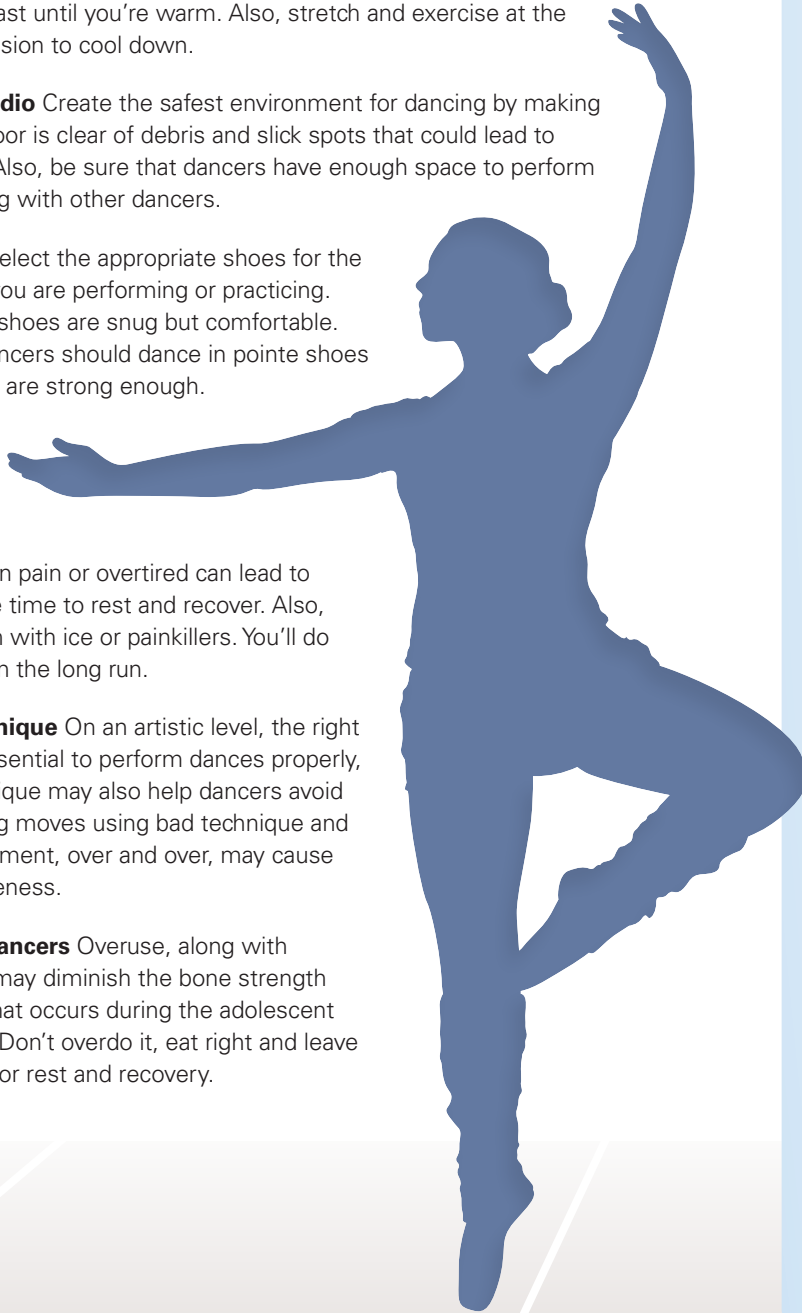 ast until you’re warm. Also, stretch and exercise at the
sion to cool down.
dio Create the safest environment for dancing by making
oor is clear of debris and slick spots that could lead to
Also, be sure that dancers have enough space to perform
g with other dancers.
elect the appropriate shoes for the
you are performing or practicing.
shoes are snug but comfortable.
ncers should dance in pointe shoes
are strong enough.
n pain or overtired can lead to
e time to rest and recover. Also,
n with ice or painkillers. You’ll do
n the long run.
nique On an artistic level, the right
sential to perform dances properly,
ique may also help dancers avoid
g moves using bad technique and
ment, over and over, may cause
eness.
ancers Overuse, along with
may diminish the bone strength
hat occurs during the adolescent
Don’t overdo it, eat right and leave
or rest and recovery.